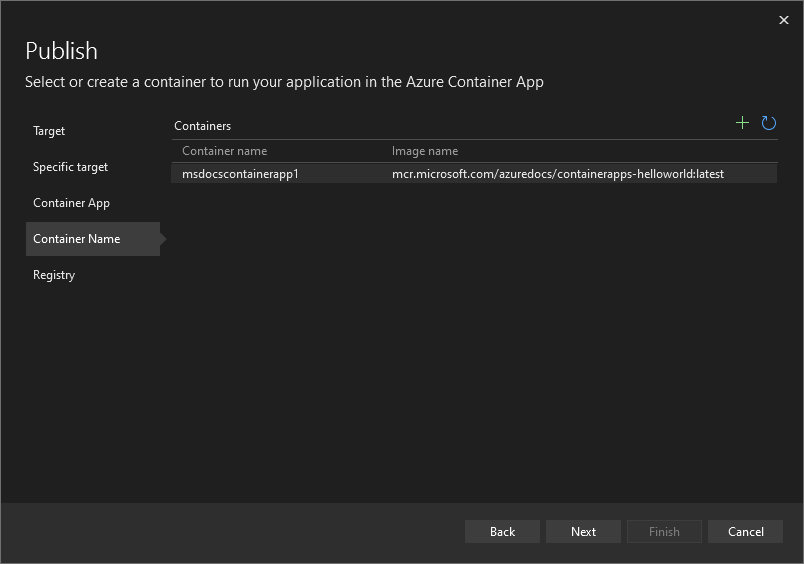 Publish
Select or create a container to run your application in the Azure Container App
Target
Specific target
Container App
Container Name
Registry
Containers
Container name Image name
msdocscontainerapp1 mcr.microsoft.com/azuredocs/containerapps-helloworld:latest
Back Next Finish Cancel